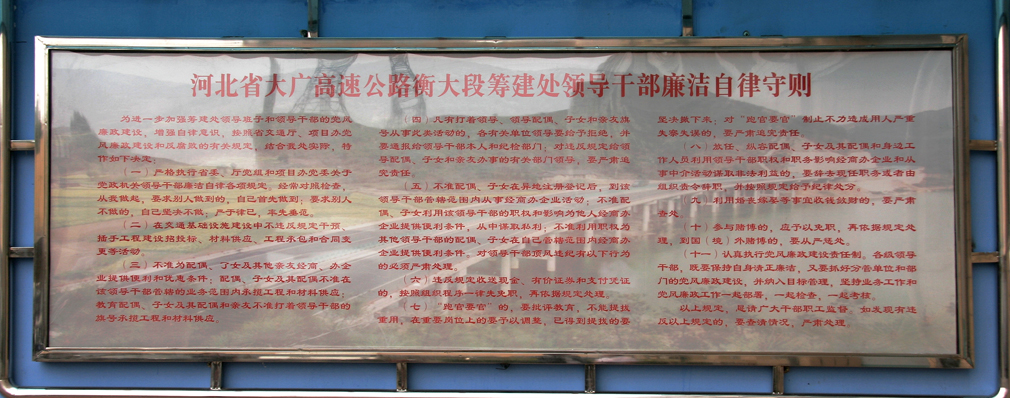 河北省大广高速公路衡大段筹建处领导干部廉洁自律守则
为进一步加强筹建处领导班子和领导干部的党风
廉政建设，增强自律意识，按照省交通厅、项目办党
风廉政建设和反腐败的有关规定，结合我处实际，特
作如下决定：
（一）严格执行省委、厅党组和项目办党委关于
党政机关领导干部廉洁自律各项规定，经常对照检查，
从我做起，要求别人做到的，自己首先做到；要求别人
不做的，自己坚决不做，严于律己，率先垂范。
（二）在交通基础设施建设中不违反规定干预、
插手工程建设招投标、材料供应、工程承包和合同变
更等活动。
（三）不准为配偶、子女及其他亲友经商、办企
业提供便利和优惠条件。配偶、子女及其配偶不准在
该领导干部管辖的业务范围内承揽工程和材料供应；
教育配偶、子女及其配偶和亲友不准打着领导干部的
旗号承揽工程和材料供应。
（四）凡有打着领导、领导配偶、子女和亲友旗
号从事此类活动的，各有关单位领导要给予拒绝，并
要通报给领导干部本人和纪检部门；对违反规定给领
导配偶、子女和亲友办事的有关部门领导，要严肃追
究责任。
（五）不准配偶、子女在异地注册登记后，到该
领导干部管辖范围内从事经商办企业活动；不准配
偶、子女利用该领导干部的职权和影响为他人经商办
企业提供便利条件，从中谋取私利；不准利用职权为
其他领导干部的配偶、子女在自己管辖范围内经商办
企业提供便利条件。对领导干部顶风违纪有以下行为
的必须严肃处理。
（六）违反规定收送现金、有价证券和支付凭证
的，按照组织程序一律先免职，再依据规定处理。
（七）“跑官要官”的，要批评教育，不能提拔
重用，在重要岗位上的要予以调整，已得到提拔的要
坚决撤下来；对“跑官要官”制止不力造成用人严重
失察失误的，要严肃追究责任。
（八）放任、纵容配偶、子女及其配偶和身边工
作人员利用领导干部职权和职务影响经商办企业和从
事中介活动谋取非法利益的，要辞去现任职务或者由
组织责令辞职，并按照规定给予纪律处分。
（九）利用婚丧嫁娶等事宜收钱敛财的，要严肃
查处。
（十）参与赌博的，应予以免职，再依据规定处
理，到国（境）外赌博的，要从严惩处。
（十一）认真执行党风廉政建设责任制。各级领导
干部，既要保持自身清正廉洁，又要抓好分管单位和部
门的党风廉政建设，并纳入目标管理，坚持业务工作和
党风廉政工作一起部署，一起检查，一起考核。
以上规定，恳请广大干部职工监督，如发现有违
反以上规定的，要查清情况，严肃处理。